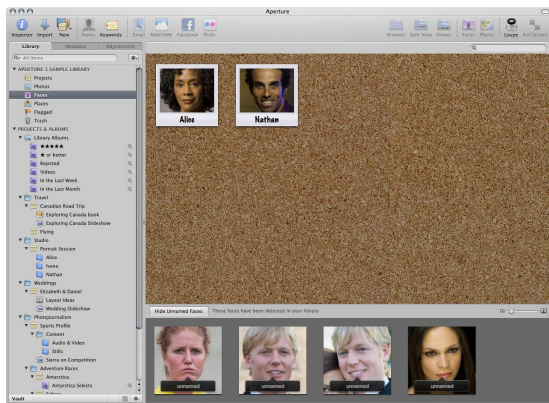 Aperture
Inspector Import New Name Keywords Email MobileMe Facebook Flickr Browser Split View Viewer Faces Places Loupe Full Screen
Library Metadata Adjustments
All items
APERTURE 3 SAMPLE LIBRARY
Projects
Photos
Faces
Places
Flagged
Trash
PROJECTS & ALBUMS
Library Albums
★★★★★
★ or better
Rejected
Videos
In the Last Week
In the Last Month
Travel
Canadian Road Trip
Exploring Canada book
Exploring Canada Slideshow
Flying
Studio
Portrait Session
Alice
Ivana
Nathan
Weddings
Elizabeth & Daniel
Layout Ideas
Wedding Slideshow
Photojournalism
Sports Profile
Content
Audio & Video
Stills
Sierra on Competition
Adventure Races
Antarctica
Antarctica Selects
Vault
Alice Nathan
Hide Unnamed Faces These faces have been detected in your library
unnamed unnamed unnamed unnamed